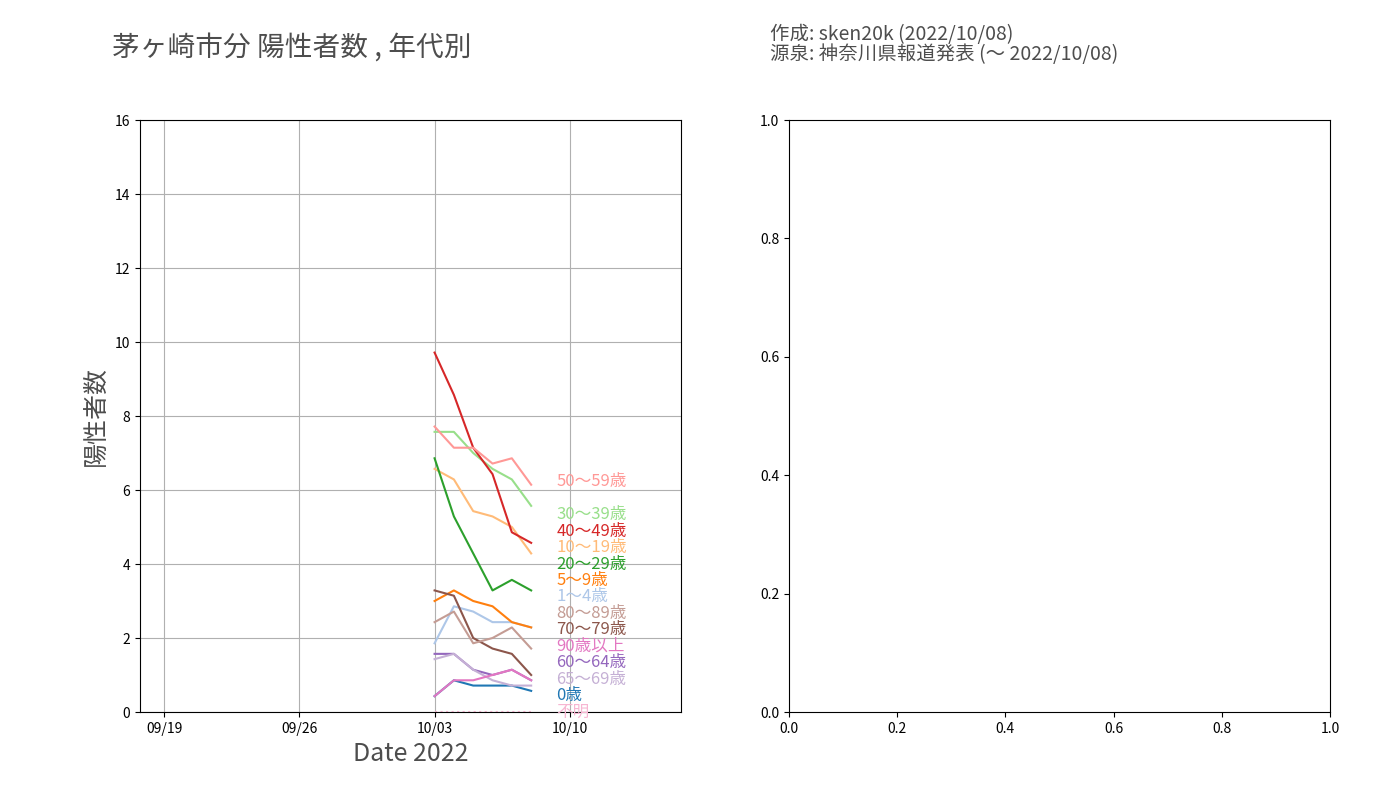 茅ヶ崎市分 陽性者数 , 年代別
作成: sken20k (2022/10/08)
源泉: 神奈川県報道発表 (～ 2022/10/08)
陽性者数
16
14
12
10
8
6
4
2
0
50～59歳
30～39歳
40～49歳
10～19歳
20～29歳
5～9歳
1～4歳
80～89歳
70～79歳
90歳以上
60～64歳
65～69歳
0歳
不明
09/19 09/26 10/03 10/10
Date 2022
1.0
0.8
0.6
0.4
0.2
0.0
0.0 0.2 0.4 0.6 0.8 1.0